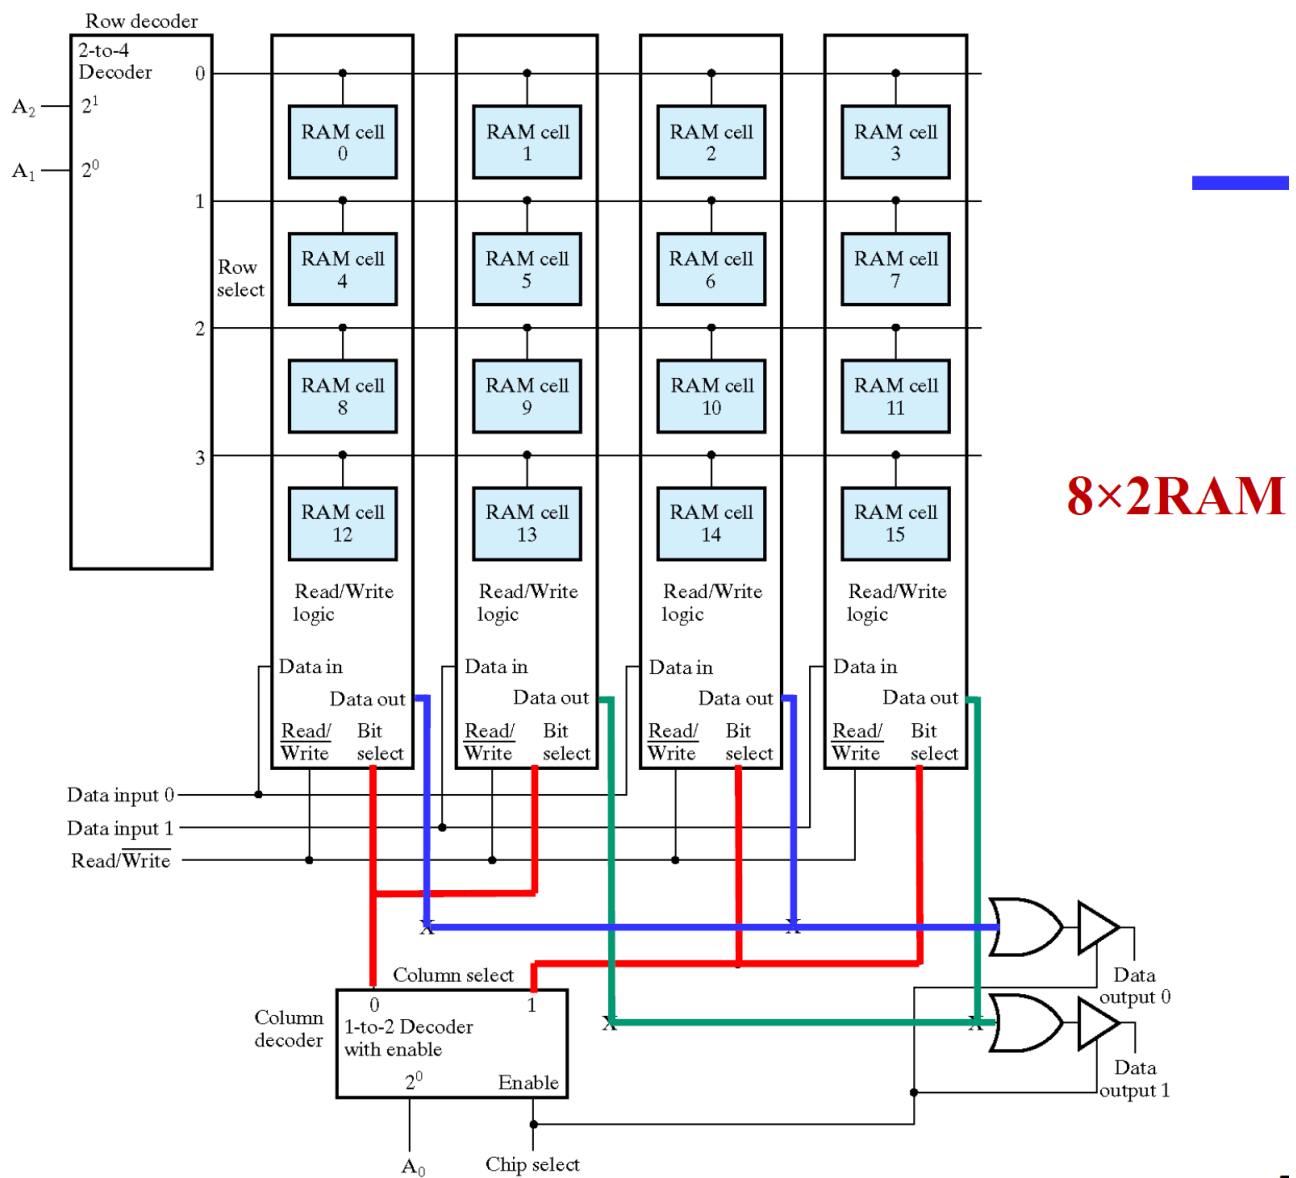 Row decoder
2-to-4
Decoder
A₂
2¹
A₁
2⁰
0
1
Row
select
2
3
RAM cell
0
RAM cell
1
RAM cell
2
RAM cell
3
RAM cell
4
RAM cell
5
RAM cell
6
RAM cell
7
RAM cell
8
RAM cell
9
RAM cell
10
RAM cell
11
RAM cell
12
RAM cell
13
RAM cell
14
RAM cell
15
8×2RAM
Read/Write
logic
Read/Write
logic
Read/Write
logic
Read/Write
logic
Data in
Data out
Read/
Write
Bit
select
Data in
Data out
Read/
Write
Bit
select
Data in
Data out
Read/
Write
Bit
select
Data in
Data out
Read/
Write
Bit
select
Data input 0
Data input 1
Read/Write
X
X
X
X
Data
output 0
Data
output 1
Column select
Column
decoder
0
1
1-to-2 Decoder
with enable
2⁰
Enable
A₀
Chip select